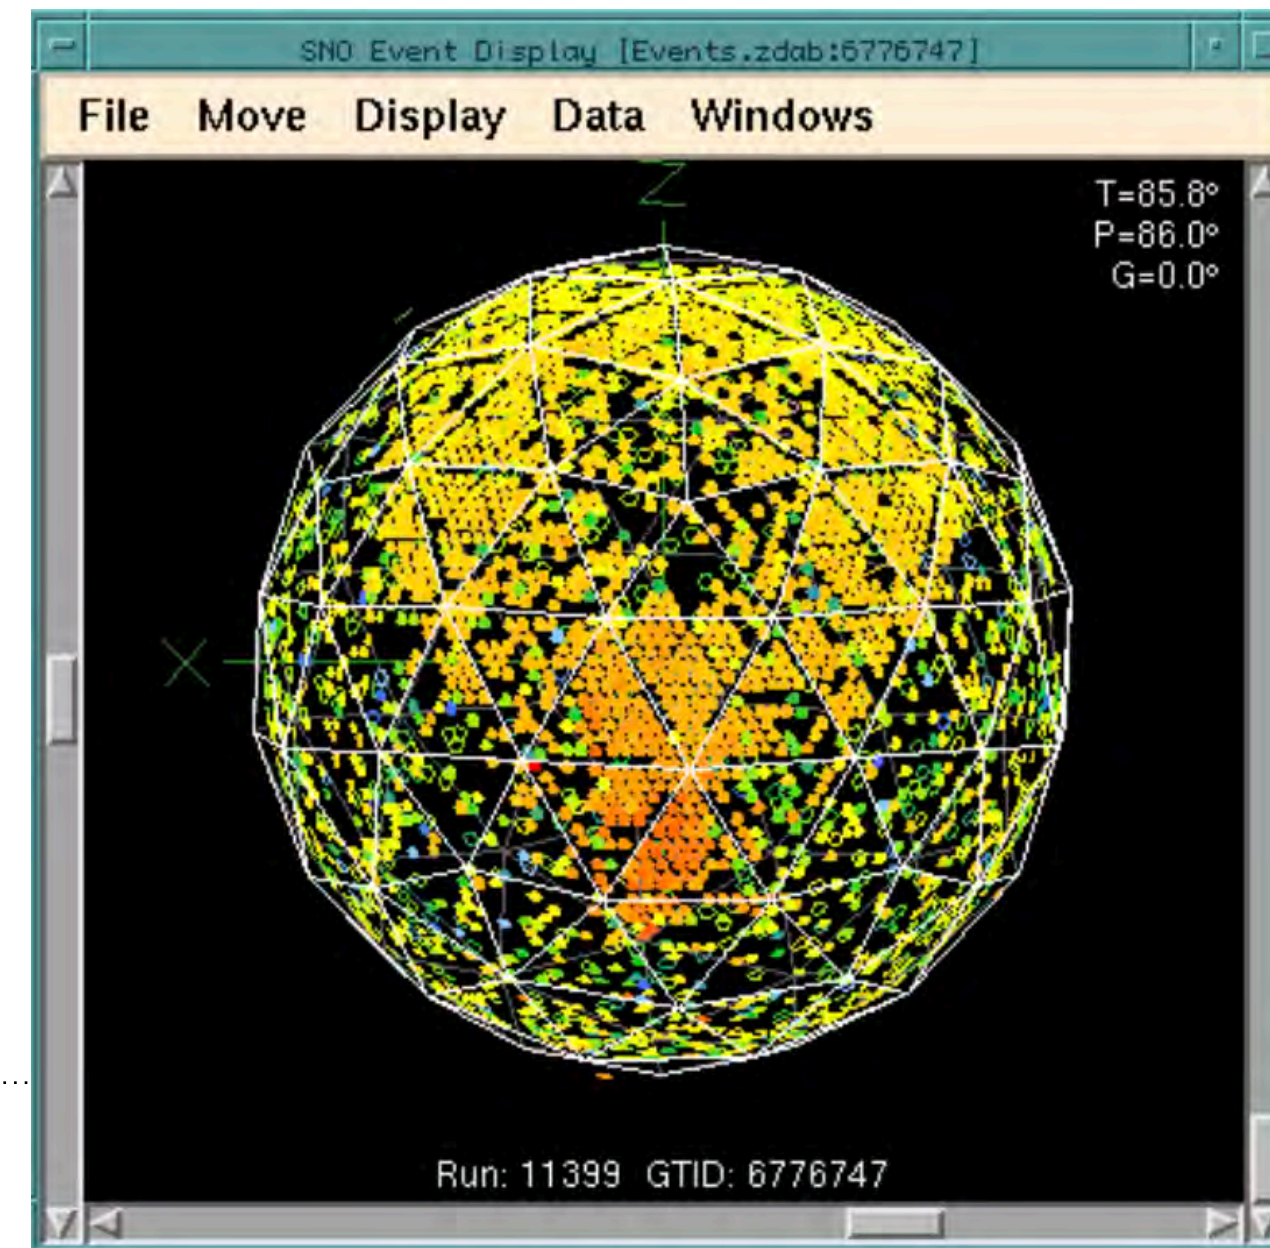 SNO Event Display [Events.zdab:6776747]
File Move Display Data Windows
Z
T=85.8°
P=86.0°
G=0.0°
X
...
Run: 11399 GTID: 6776747